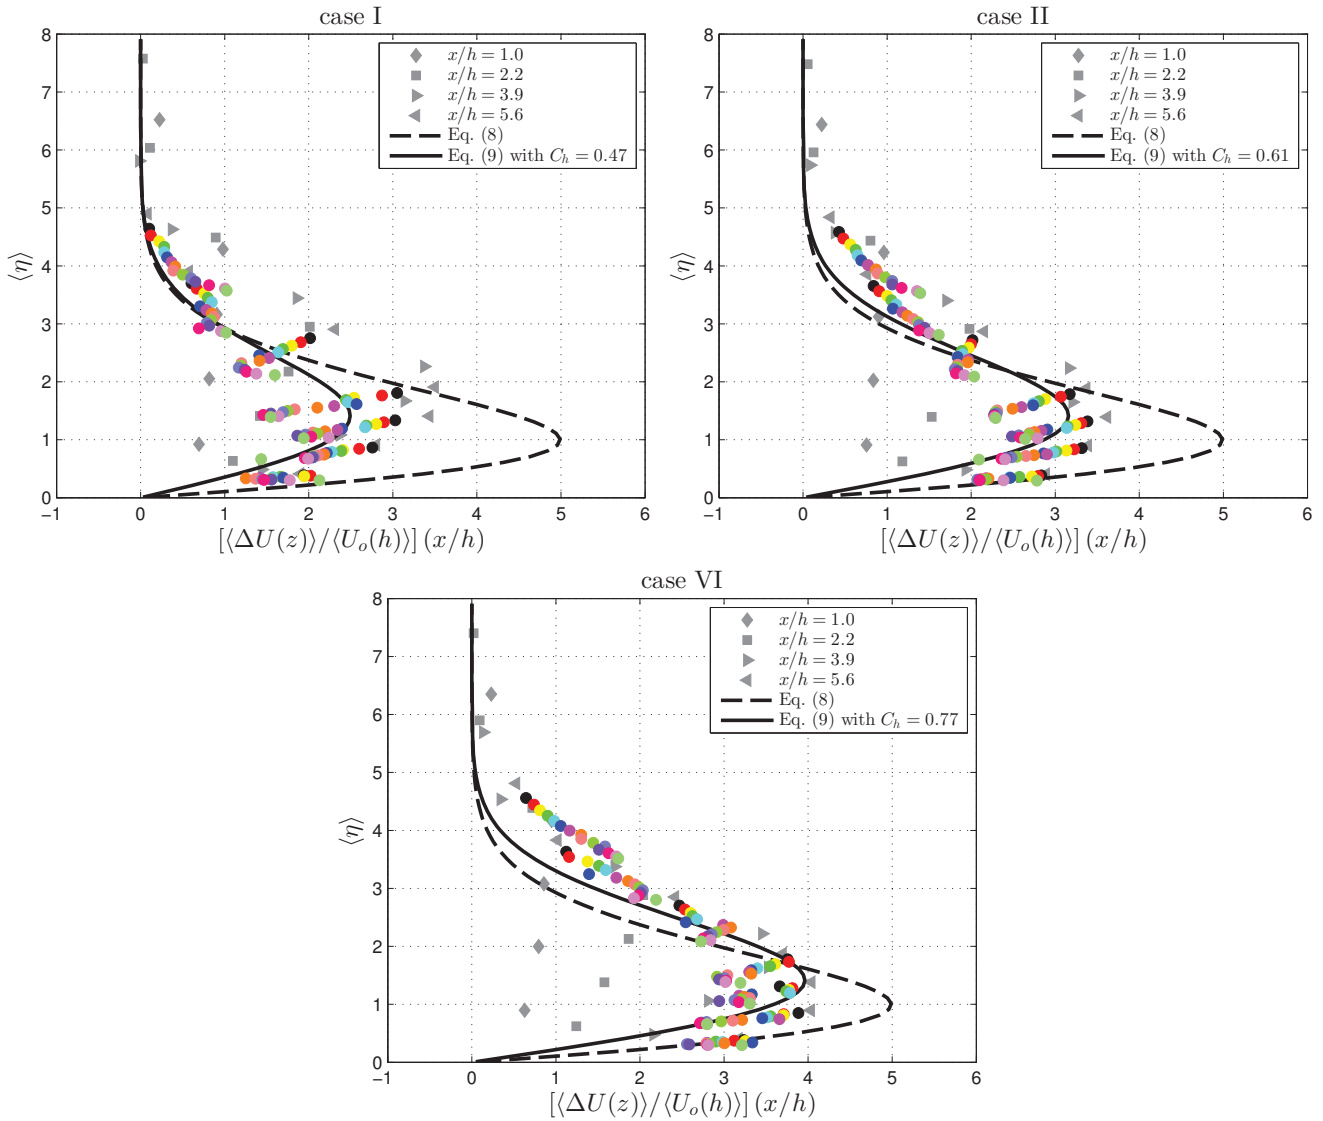 case I
8
7
6
5
4
3
2
1
0
⟨η⟩
x/h = 1.0
x/h = 2.2
x/h = 3.9
x/h = 5.6
Eq. (8)
Eq. (9) with C_h = 0.47
−1 0 1 2 3 4 5 6
[⟨ΔU(z)⟩/⟨U_o(h)⟩] (x/h)
case II
8
7
6
5
4
3
2
1
0
⟨η⟩
x/h = 1.0
x/h = 2.2
x/h = 3.9
x/h = 5.6
Eq. (8)
Eq. (9) with C_h = 0.61
−1 0 1 2 3 4 5 6
[⟨ΔU(z)⟩/⟨U_o(h)⟩] (x/h)
case VI
8
7
6
5
4
3
2
1
0
⟨η⟩
x/h = 1.0
x/h = 2.2
x/h = 3.9
x/h = 5.6
Eq. (8)
Eq. (9) with C_h = 0.77
−1 0 1 2 3 4 5 6
[⟨ΔU(z)⟩/⟨U_o(h)⟩] (x/h)